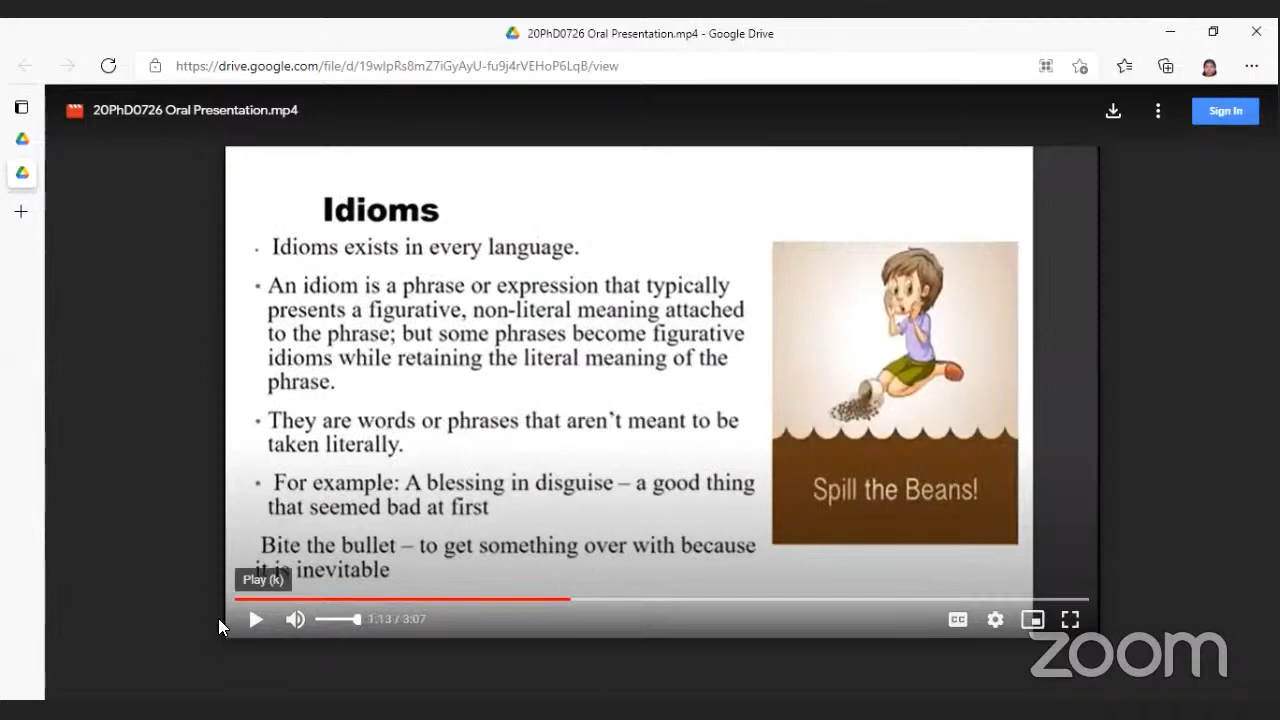 20PhD0726 Oral Presentation.mp4 - Google Drive
https://drive.google.com/file/d/19wlpRs8mZ7iGyAyU-fu9j4rVEHoP6LqB/view
20PhD0726 Oral Presentation.mp4
Sign In
Idioms
· Idioms exists in every language.
• An idiom is a phrase or expression that typically
presents a figurative, non-literal meaning attached
to the phrase; but some phrases become figurative
idioms while retaining the literal meaning of the
phrase.
• They are words or phrases that aren't meant to be
taken literally.
• For example: A blessing in disguise – a good thing
that seemed bad at first
Bite the bullet – to get something over with because
it is inevitable
Spill the Beans!
Play (k)
1:13 / 3:07
CC
zoom